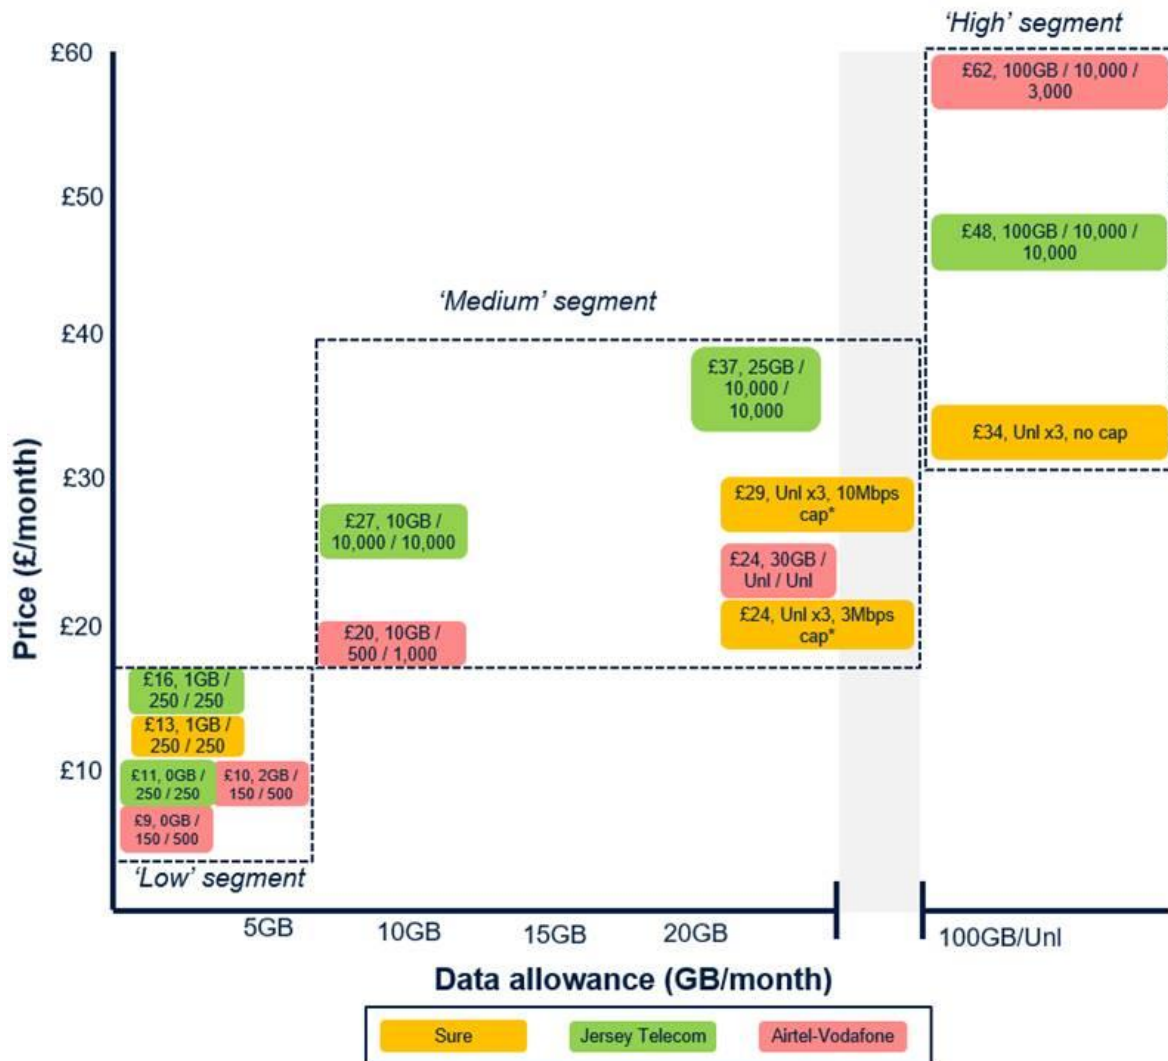 'High' segment
£60
£62, 100GB / 10,000 /
3,000
£50
£48, 100GB / 10,000 /
10,000
'Medium' segment
£40
£37, 25GB /
10,000 /
10,000
£34, Unl x3, no cap
£30
£29, Unl x3, 10Mbps
cap*
£27, 10GB /
10,000 / 10,000
£24, 30GB /
Unl / Unl
£24, Unl x3, 3Mbps
cap*
£20
£20, 10GB /
500 / 1,000
£16, 1GB /
250 / 250
£13, 1GB /
250 / 250
£10
£11, 0GB /
250 / 250
£10, 2GB /
150 / 500
£9, 0GB /
150 / 500
'Low' segment
Price (£/month)
5GB
10GB
15GB
20GB
100GB/Unl
Data allowance (GB/month)
Sure
Jersey Telecom
Airtel-Vodafone